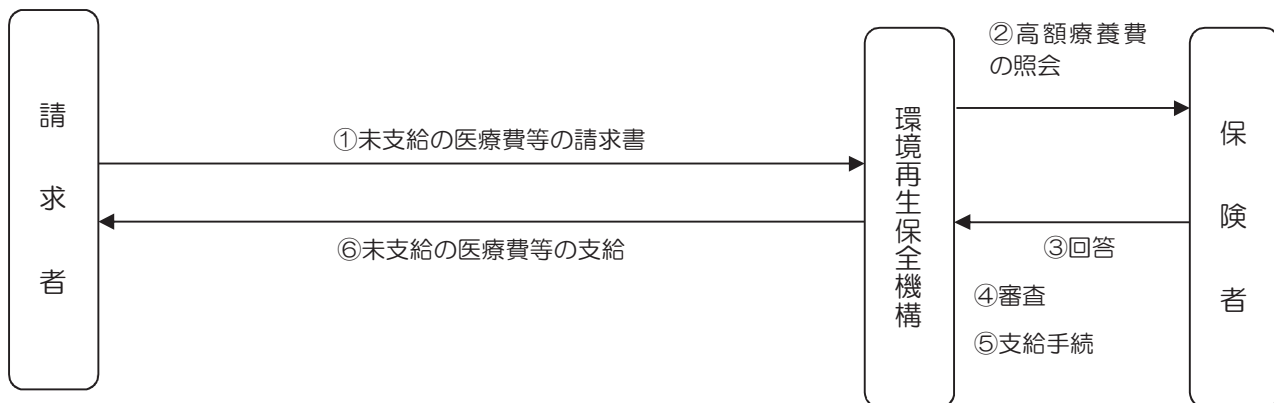 請求者
①未支給の医療費等の請求書
⑥未支給の医療費等の支給
環境再生保全機構
②高額療養費
の照会
③回答
④審査
⑤支給手続
保険者